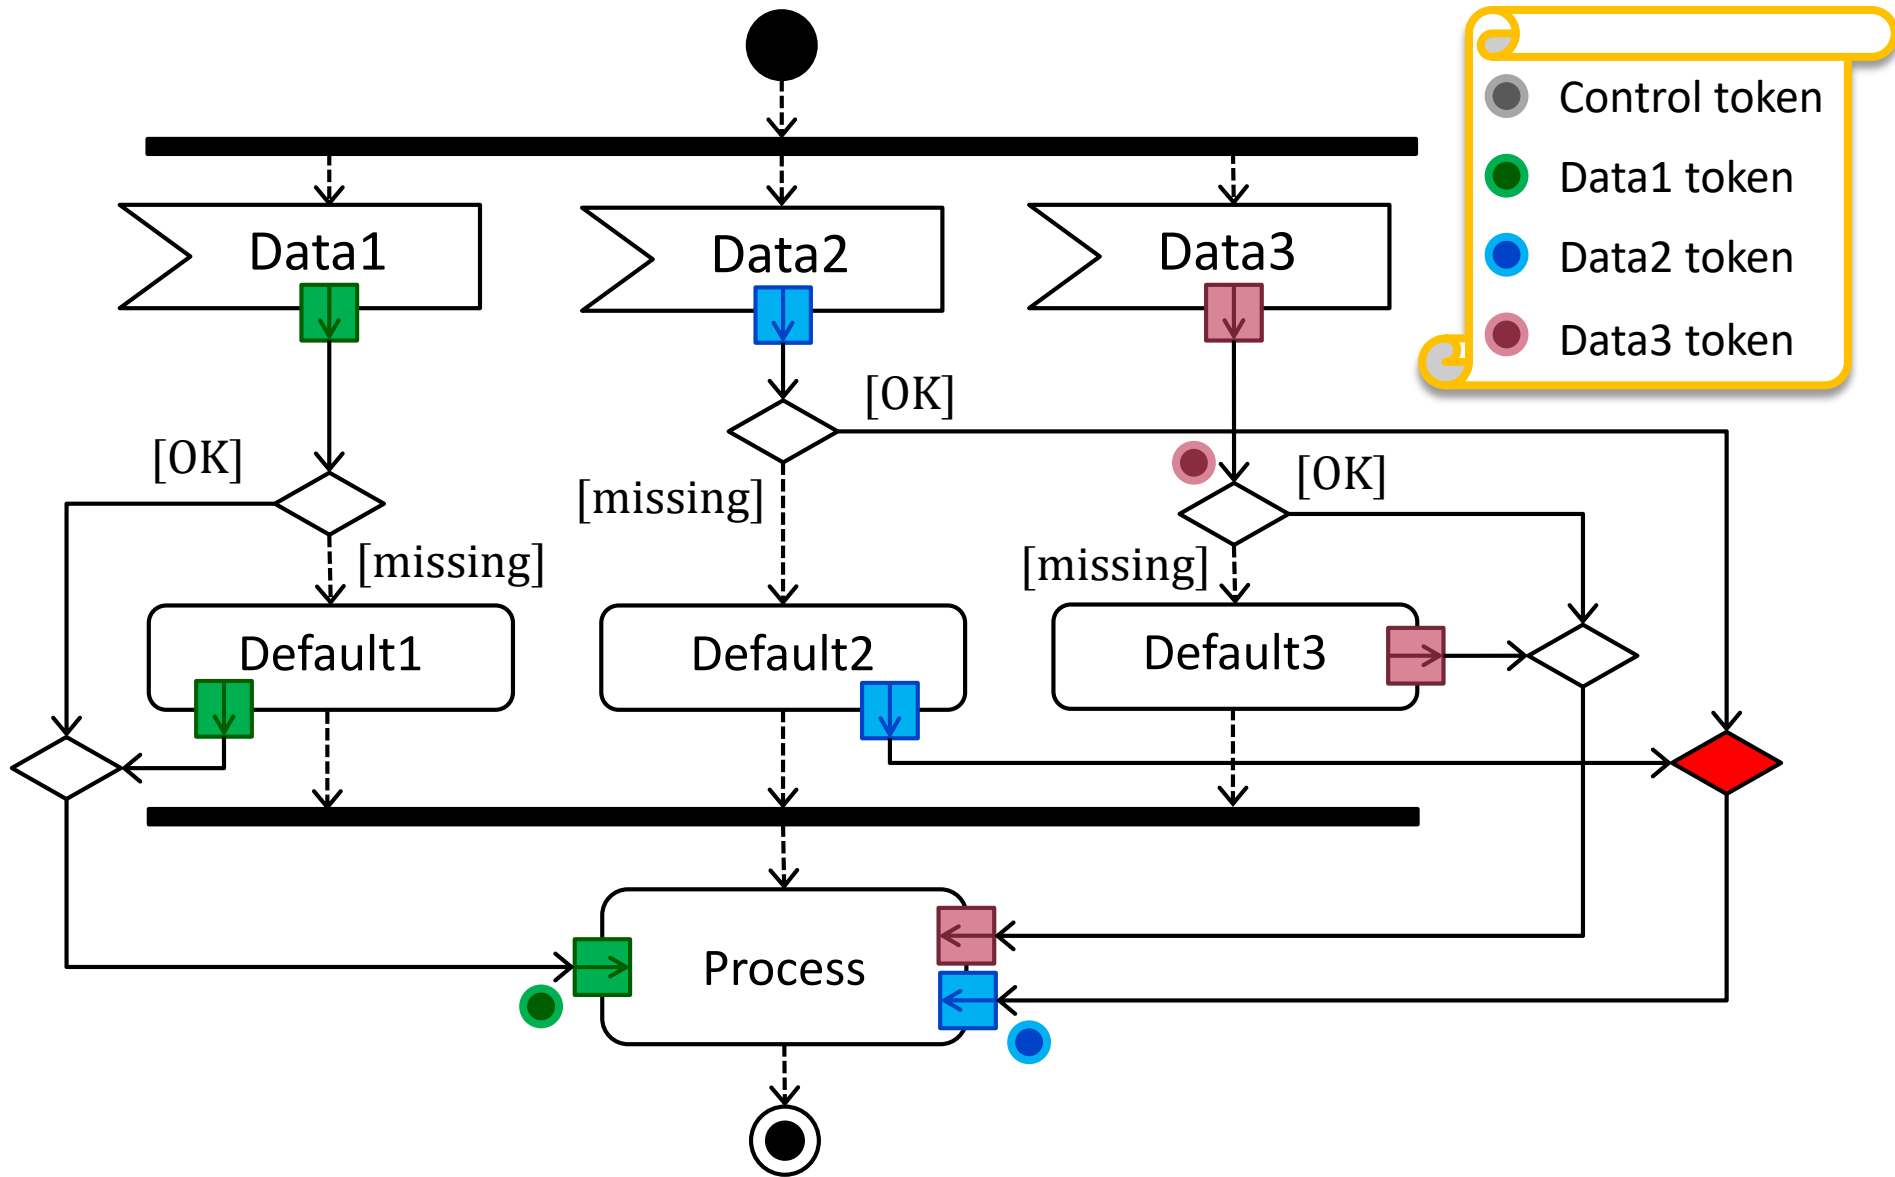 Control token
Data1 token
Data2 token
Data3 token
Data1
Data2
Data3
[OK]
[OK]
[OK]
[missing]
[missing]
[missing]
Default1
Default2
Default3
Process